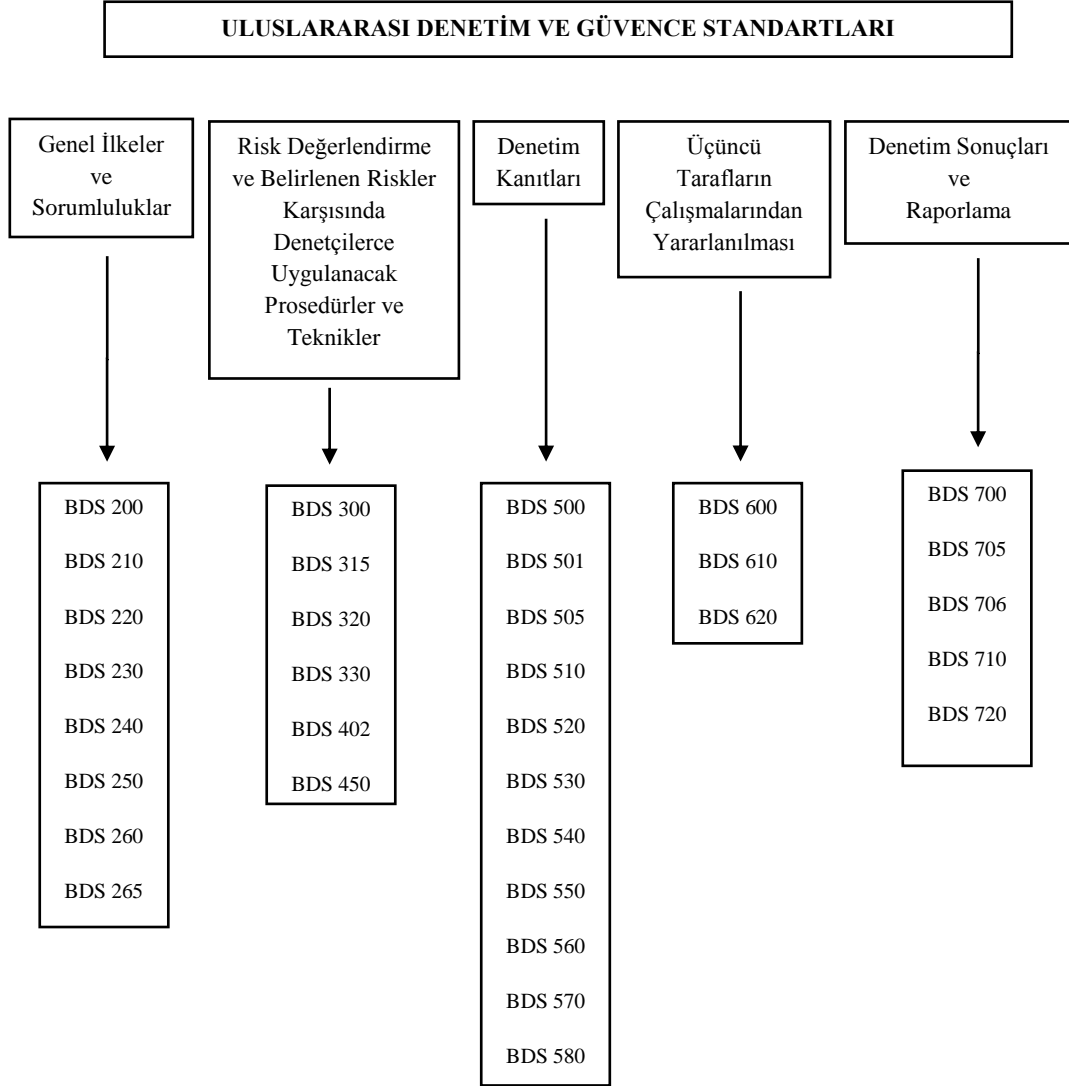 ULUSLARARASI DENETİM VE GÜVENCE STANDARTLARI
Genel İlkeler
ve
Sorumluluklar
Risk Değerlendirme
ve Belirlenen Riskler
Karşısında
Denetçilerce
Uygulanacak
Prosedürler ve
Teknikler
Denetim
Kanıtları
Üçüncü
Tarafların
Çalışmalarından
Yararlanılması
Denetim Sonuçları
ve
Raporlama
BDS 200
BDS 210
BDS 220
BDS 230
BDS 240
BDS 250
BDS 260
BDS 265
BDS 300
BDS 315
BDS 320
BDS 330
BDS 402
BDS 450
BDS 500
BDS 501
BDS 505
BDS 510
BDS 520
BDS 530
BDS 540
BDS 550
BDS 560
BDS 570
BDS 580
BDS 600
BDS 610
BDS 620
BDS 700
BDS 705
BDS 706
BDS 710
BDS 720